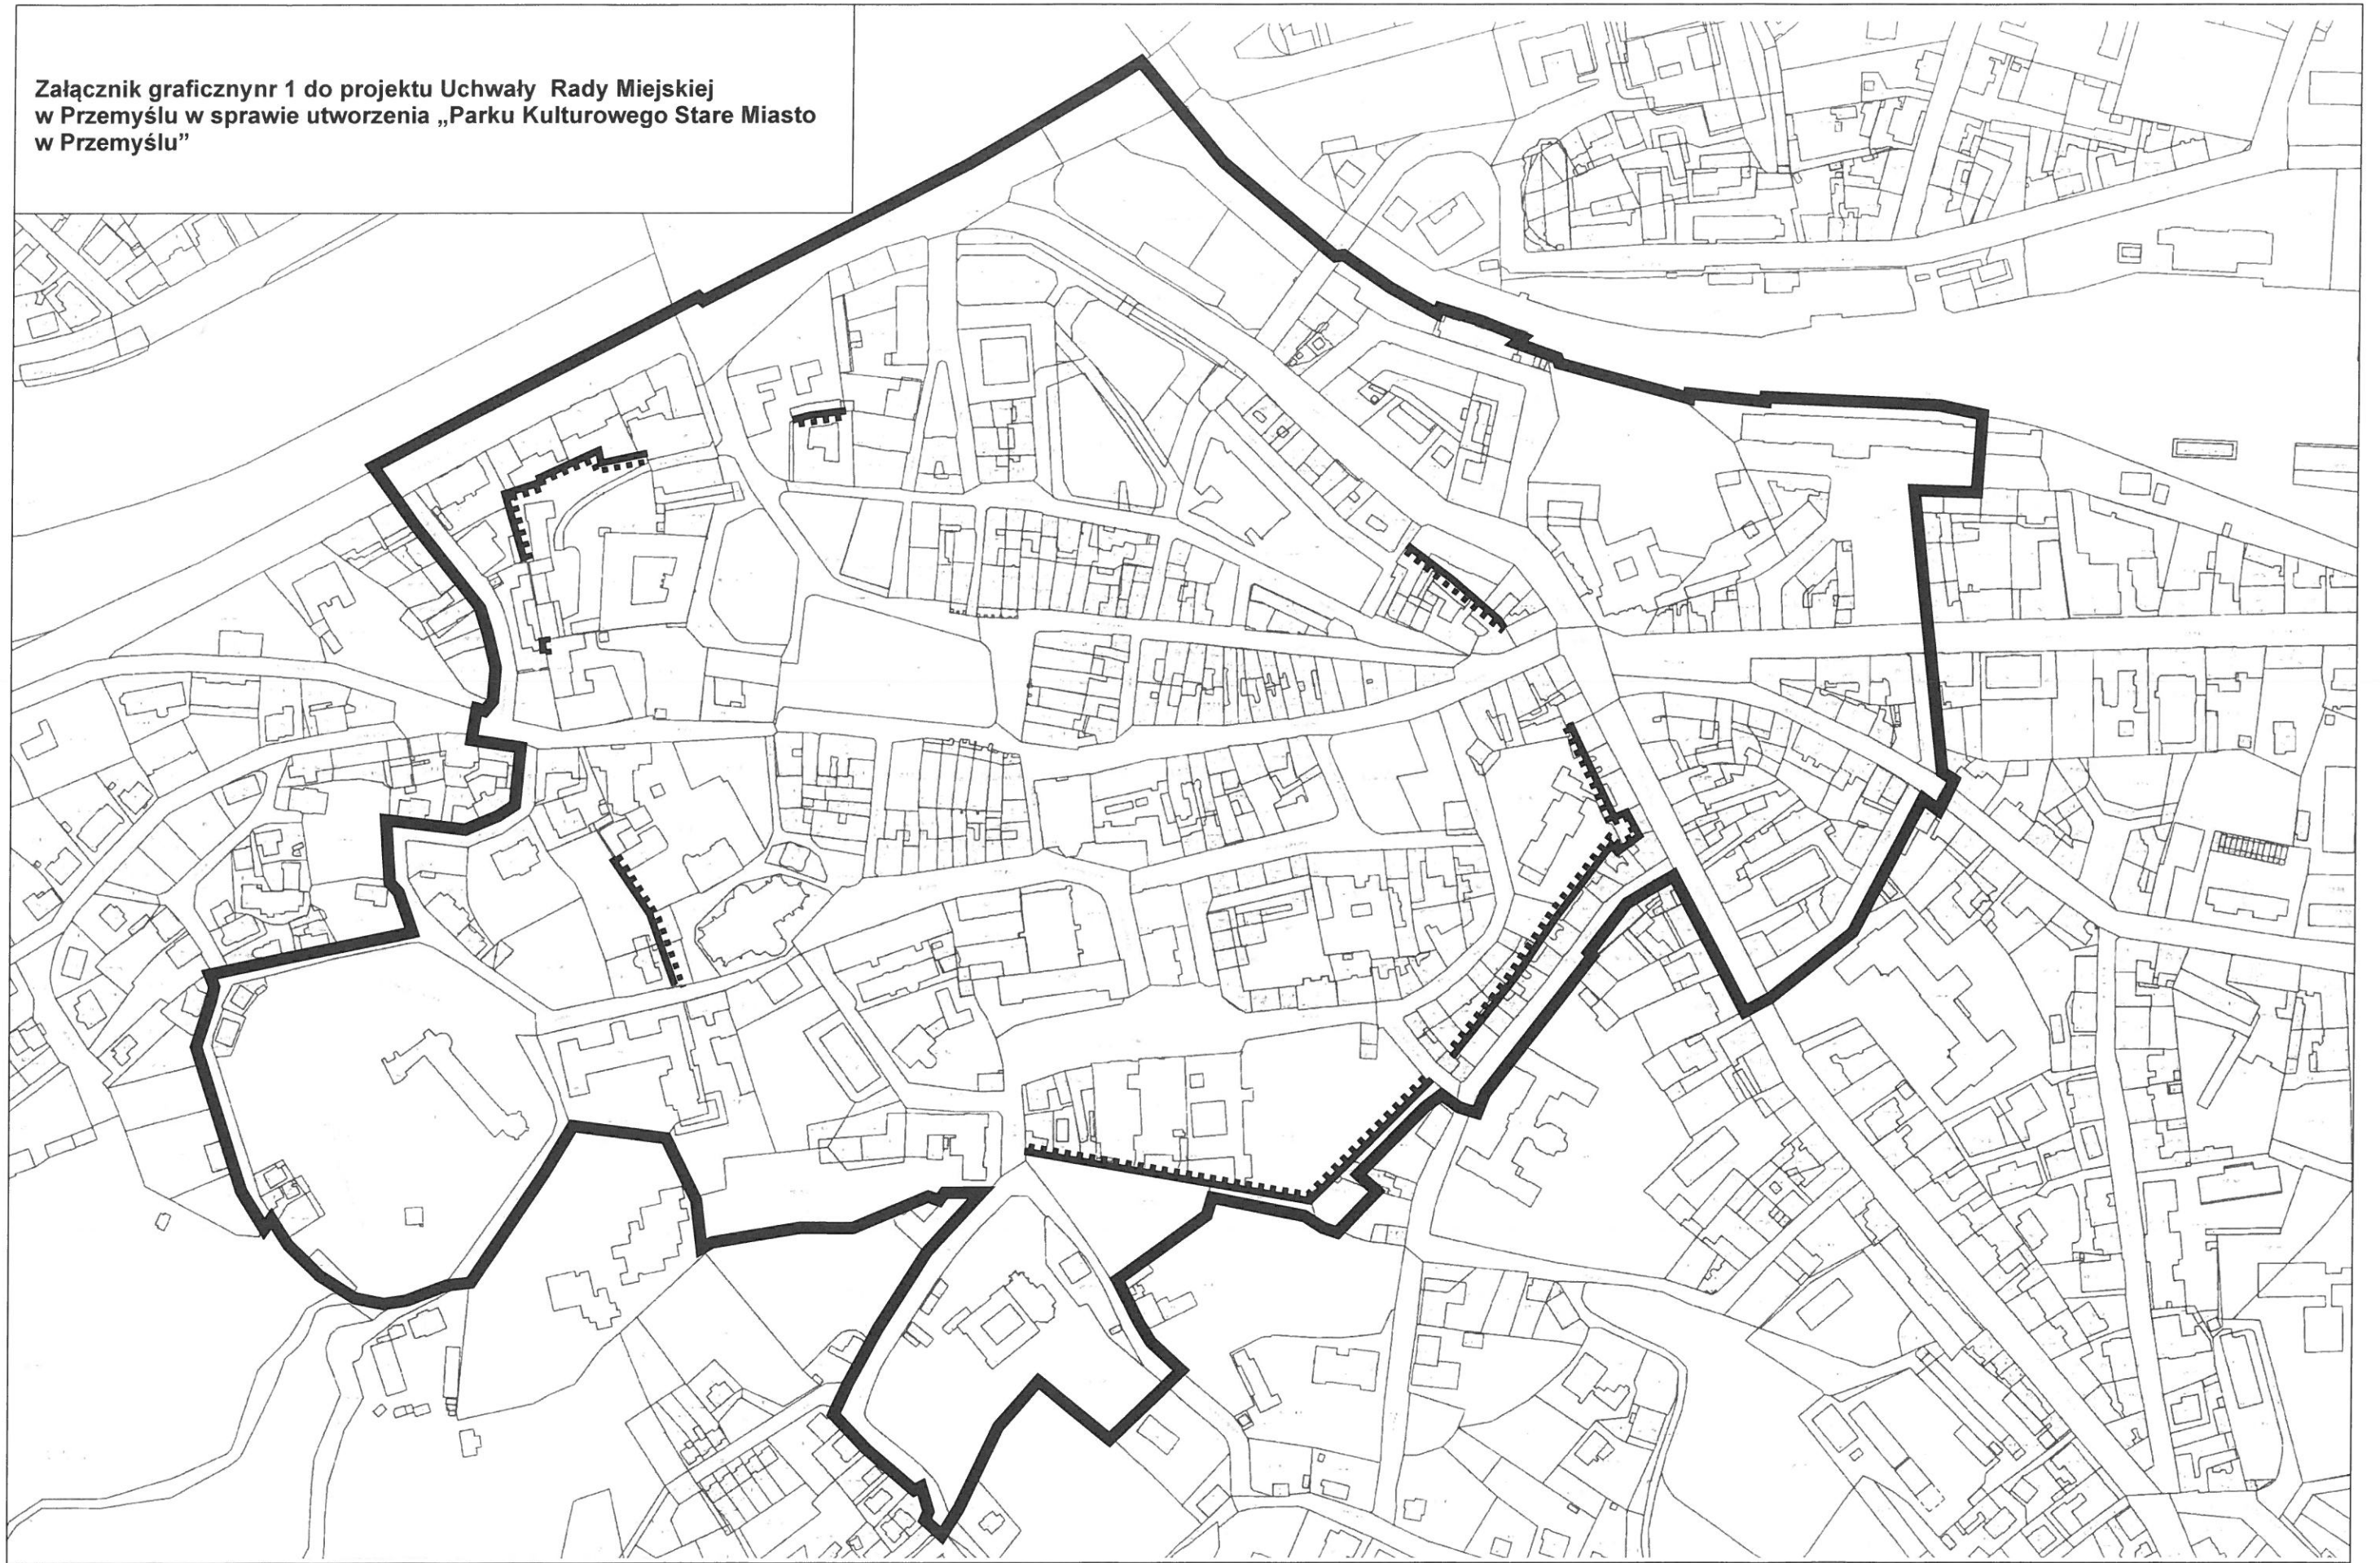 Załącznik graficznynr 1 do projektu Uchwały Rady Miejskiej
w Przemyślu w sprawie utworzenia „Parku Kulturowego Stare Miasto
w Przemyślu”